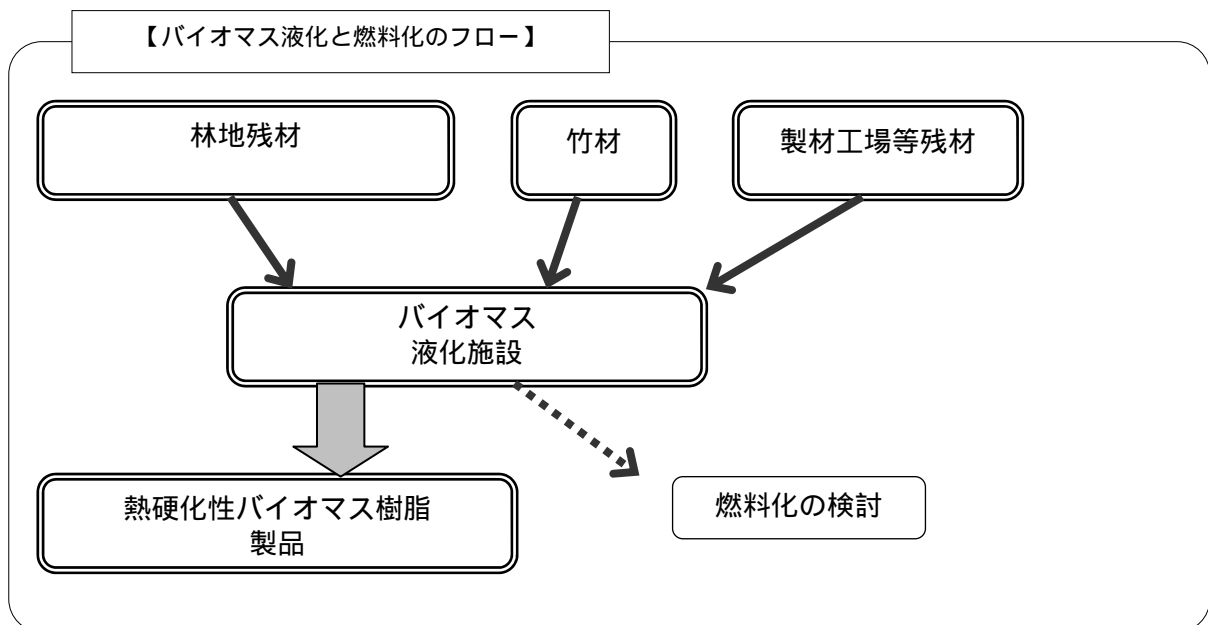 【バイオマス液化と燃料化のフロー】
林地残材
竹材
製材工場等残材
バイオマス
液化施設
熱硬化性バイオマス樹脂
製品
燃料化の検討